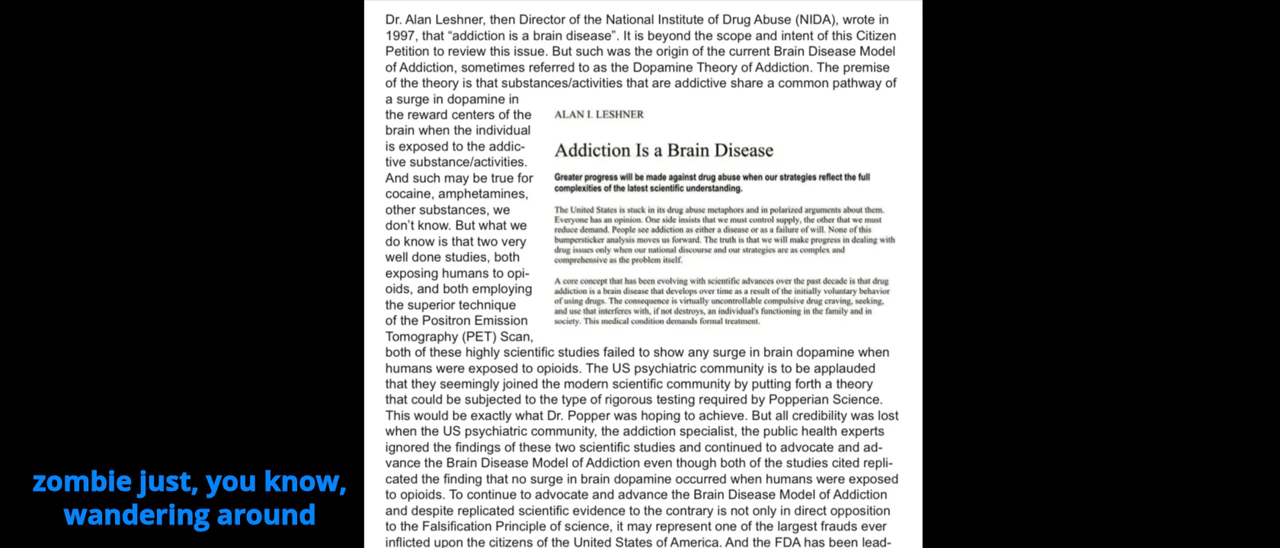 Dr. Alan Leshner, then Director of the National Institute of Drug Abuse (NIDA), wrote in
1997, that “addiction is a brain disease”. It is beyond the scope and intent of this Citizen
Petition to review this issue. But such was the origin of the current Brain Disease Model
of Addiction, sometimes referred to as the Dopamine Theory of Addiction. The premise
of the theory is that substances/activities that are addictive share a common pathway of
a surge in dopamine in
the reward centers of the
brain when the individual
is exposed to the addic-
tive substance/activities.
And such may be true for
cocaine, amphetamines,
other substances, we
don’t know. But what we
do know is that two very
well done studies, both
exposing humans to opi-
oids, and both employing
the superior technique
of the Positron Emission
Tomography (PET) Scan,
ALAN I. LESHNER
Addiction Is a Brain Disease
Greater progress will be made against drug abuse when our strategies reflect the full
complexities of the latest scientific understanding.
The United States is stuck in its drug abuse metaphors and in polarized arguments about them.
Everyone has an opinion. One side insists that we must control supply, the other that we must
reduce demand. People see addiction as either a disease or as a failure of will. None of this
bumpersticker analysis moves us forward. The truth is that we will make progress in dealing with
drug issues only when our national discourse and our strategies are as complex and
comprehensive as the problem itself.
A core concept that has been evolving with scientific advances over the past decade is that drug
addiction is a brain disease that develops over time as a result of the initially voluntary behavior
of using drugs. The consequence is virtually uncontrollable compulsive drug craving, seeking,
and use that interferes with, if not destroys, an individual's functioning in the family and in
society. This medical condition demands formal treatment.
both of these highly scientific studies failed to show any surge in brain dopamine when
humans were exposed to opioids. The US psychiatric community is to be applauded
that they seemingly joined the modern scientific community by putting forth a theory
that could be subjected to the type of rigorous testing required by Popperian Science.
This would be exactly what Dr. Popper was hoping to achieve. But all credibility was lost
when the US psychiatric community, the addiction specialist, the public health experts
ignored the findings of these two scientific studies and continued to advocate and ad-
vance the Brain Disease Model of Addiction even though both of the studies cited repli-
cated the finding that no surge in brain dopamine occurred when humans were exposed
to opioids. To continue to advocate and advance the Brain Disease Model of Addiction
and despite replicated scientific evidence to the contrary is not only in direct opposition
to the Falsification Principle of science, it may represent one of the largest frauds ever
inflicted upon the citizens of the United States of America. And the FDA has been lead-
zombie just, you know,
wandering around